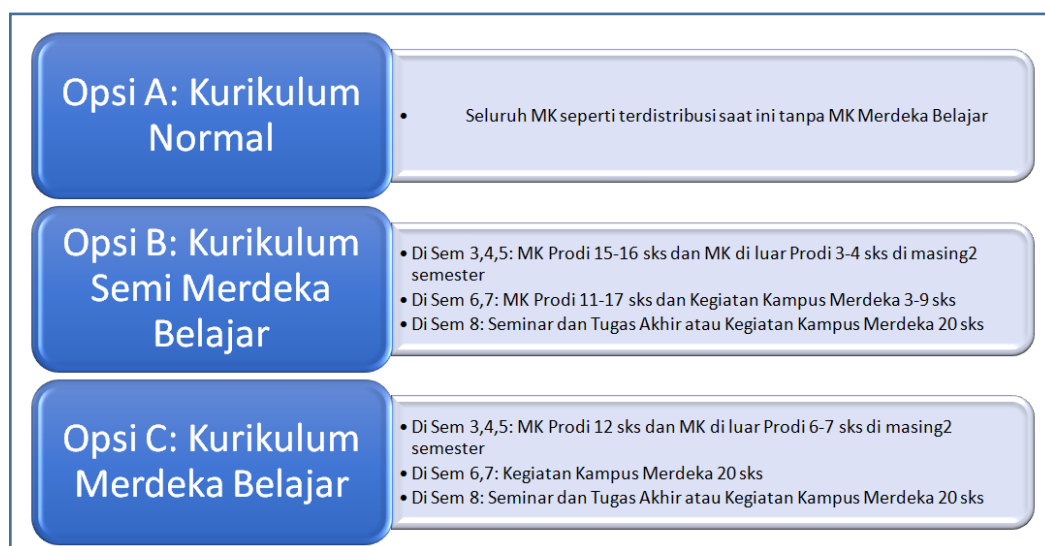 Opsi A: Kurikulum
Normal
• Seluruh MK seperti terdistribusi saat ini tanpa MK Merdeka Belajar
Opsi B: Kurikulum
Semi Merdeka
Belajar
• Di Sem 3,4,5: MK Prodi 15-16 sks dan MK di luar Prodi 3-4 sks di masing2
semester
• Di Sem 6,7: MK Prodi 11-17 sks dan Kegiatan Kampus Merdeka 3-9 sks
• Di Sem 8: Seminar dan Tugas Akhir atau Kegiatan Kampus Merdeka 20 sks
Opsi C: Kurikulum
Merdeka Belajar
• Di Sem 3,4,5: MK Prodi 12 sks dan MK di luar Prodi 6-7 sks di masing2
semester
• Di Sem 6,7: Kegiatan Kampus Merdeka 20 sks
• Di Sem 8: Seminar dan Tugas Akhir atau Kegiatan Kampus Merdeka 20 sks